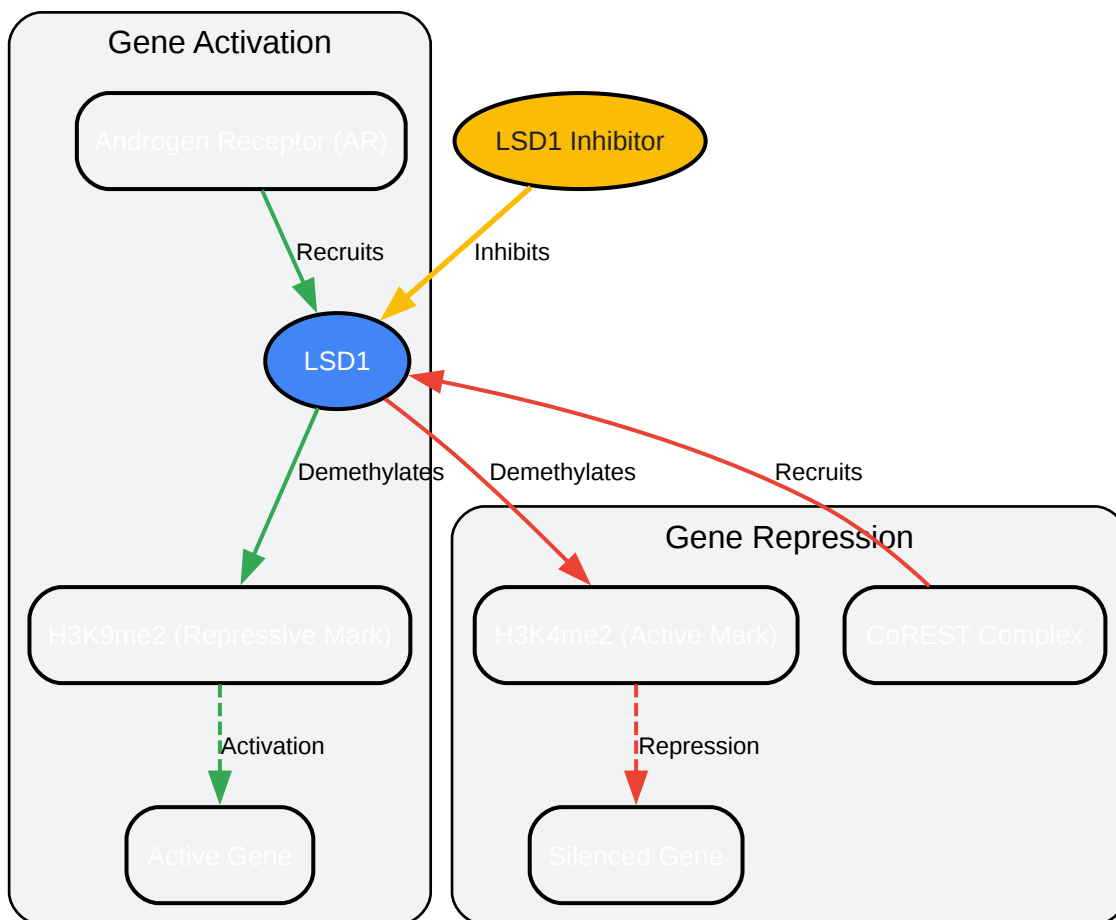 Gene Activation
Androgen Receptor (AR)
LSD1 Inhibitor
Recruits
Inhibits
LSD1
Demethylates
Demethylates
Recruits
Gene Repression
H3K9me2 (Repressive Mark)
H3K4me2 (Active Mark)
CoREST Complex
Activation
Repression
Active Gene
Silenced Gene